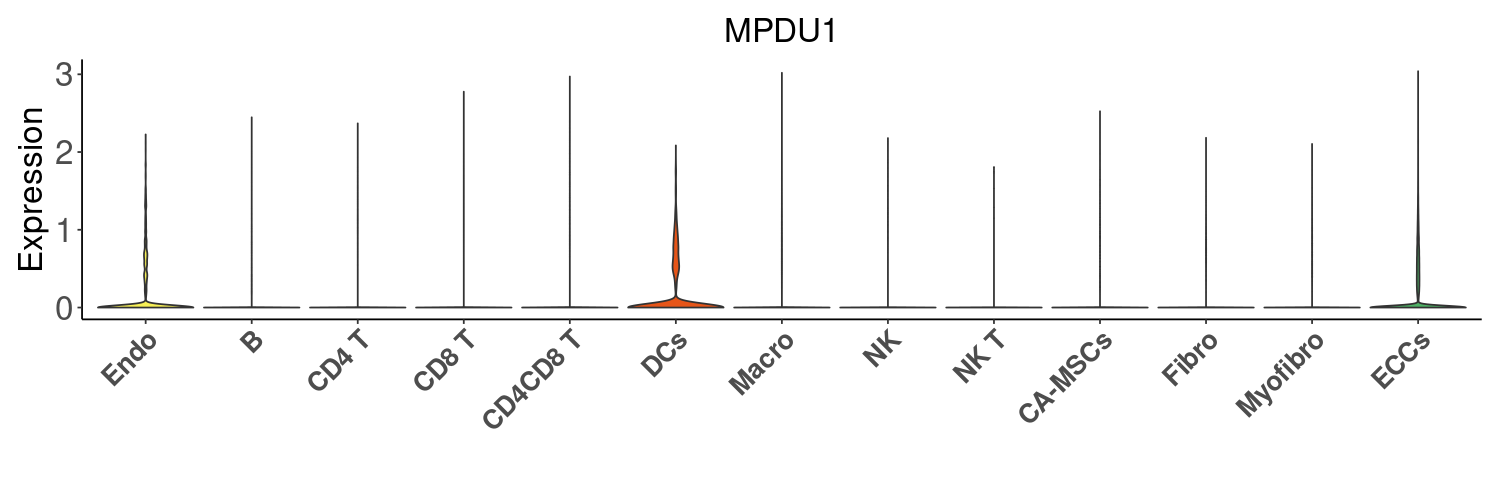 MPDU1
Expression
3
2
1
0
Endo
B
CD4 T
CD8 T
CD4CD8 T
DCs
Macro
NK
NK T
CA-MSCs
Fibro
Myofibro
ECCs